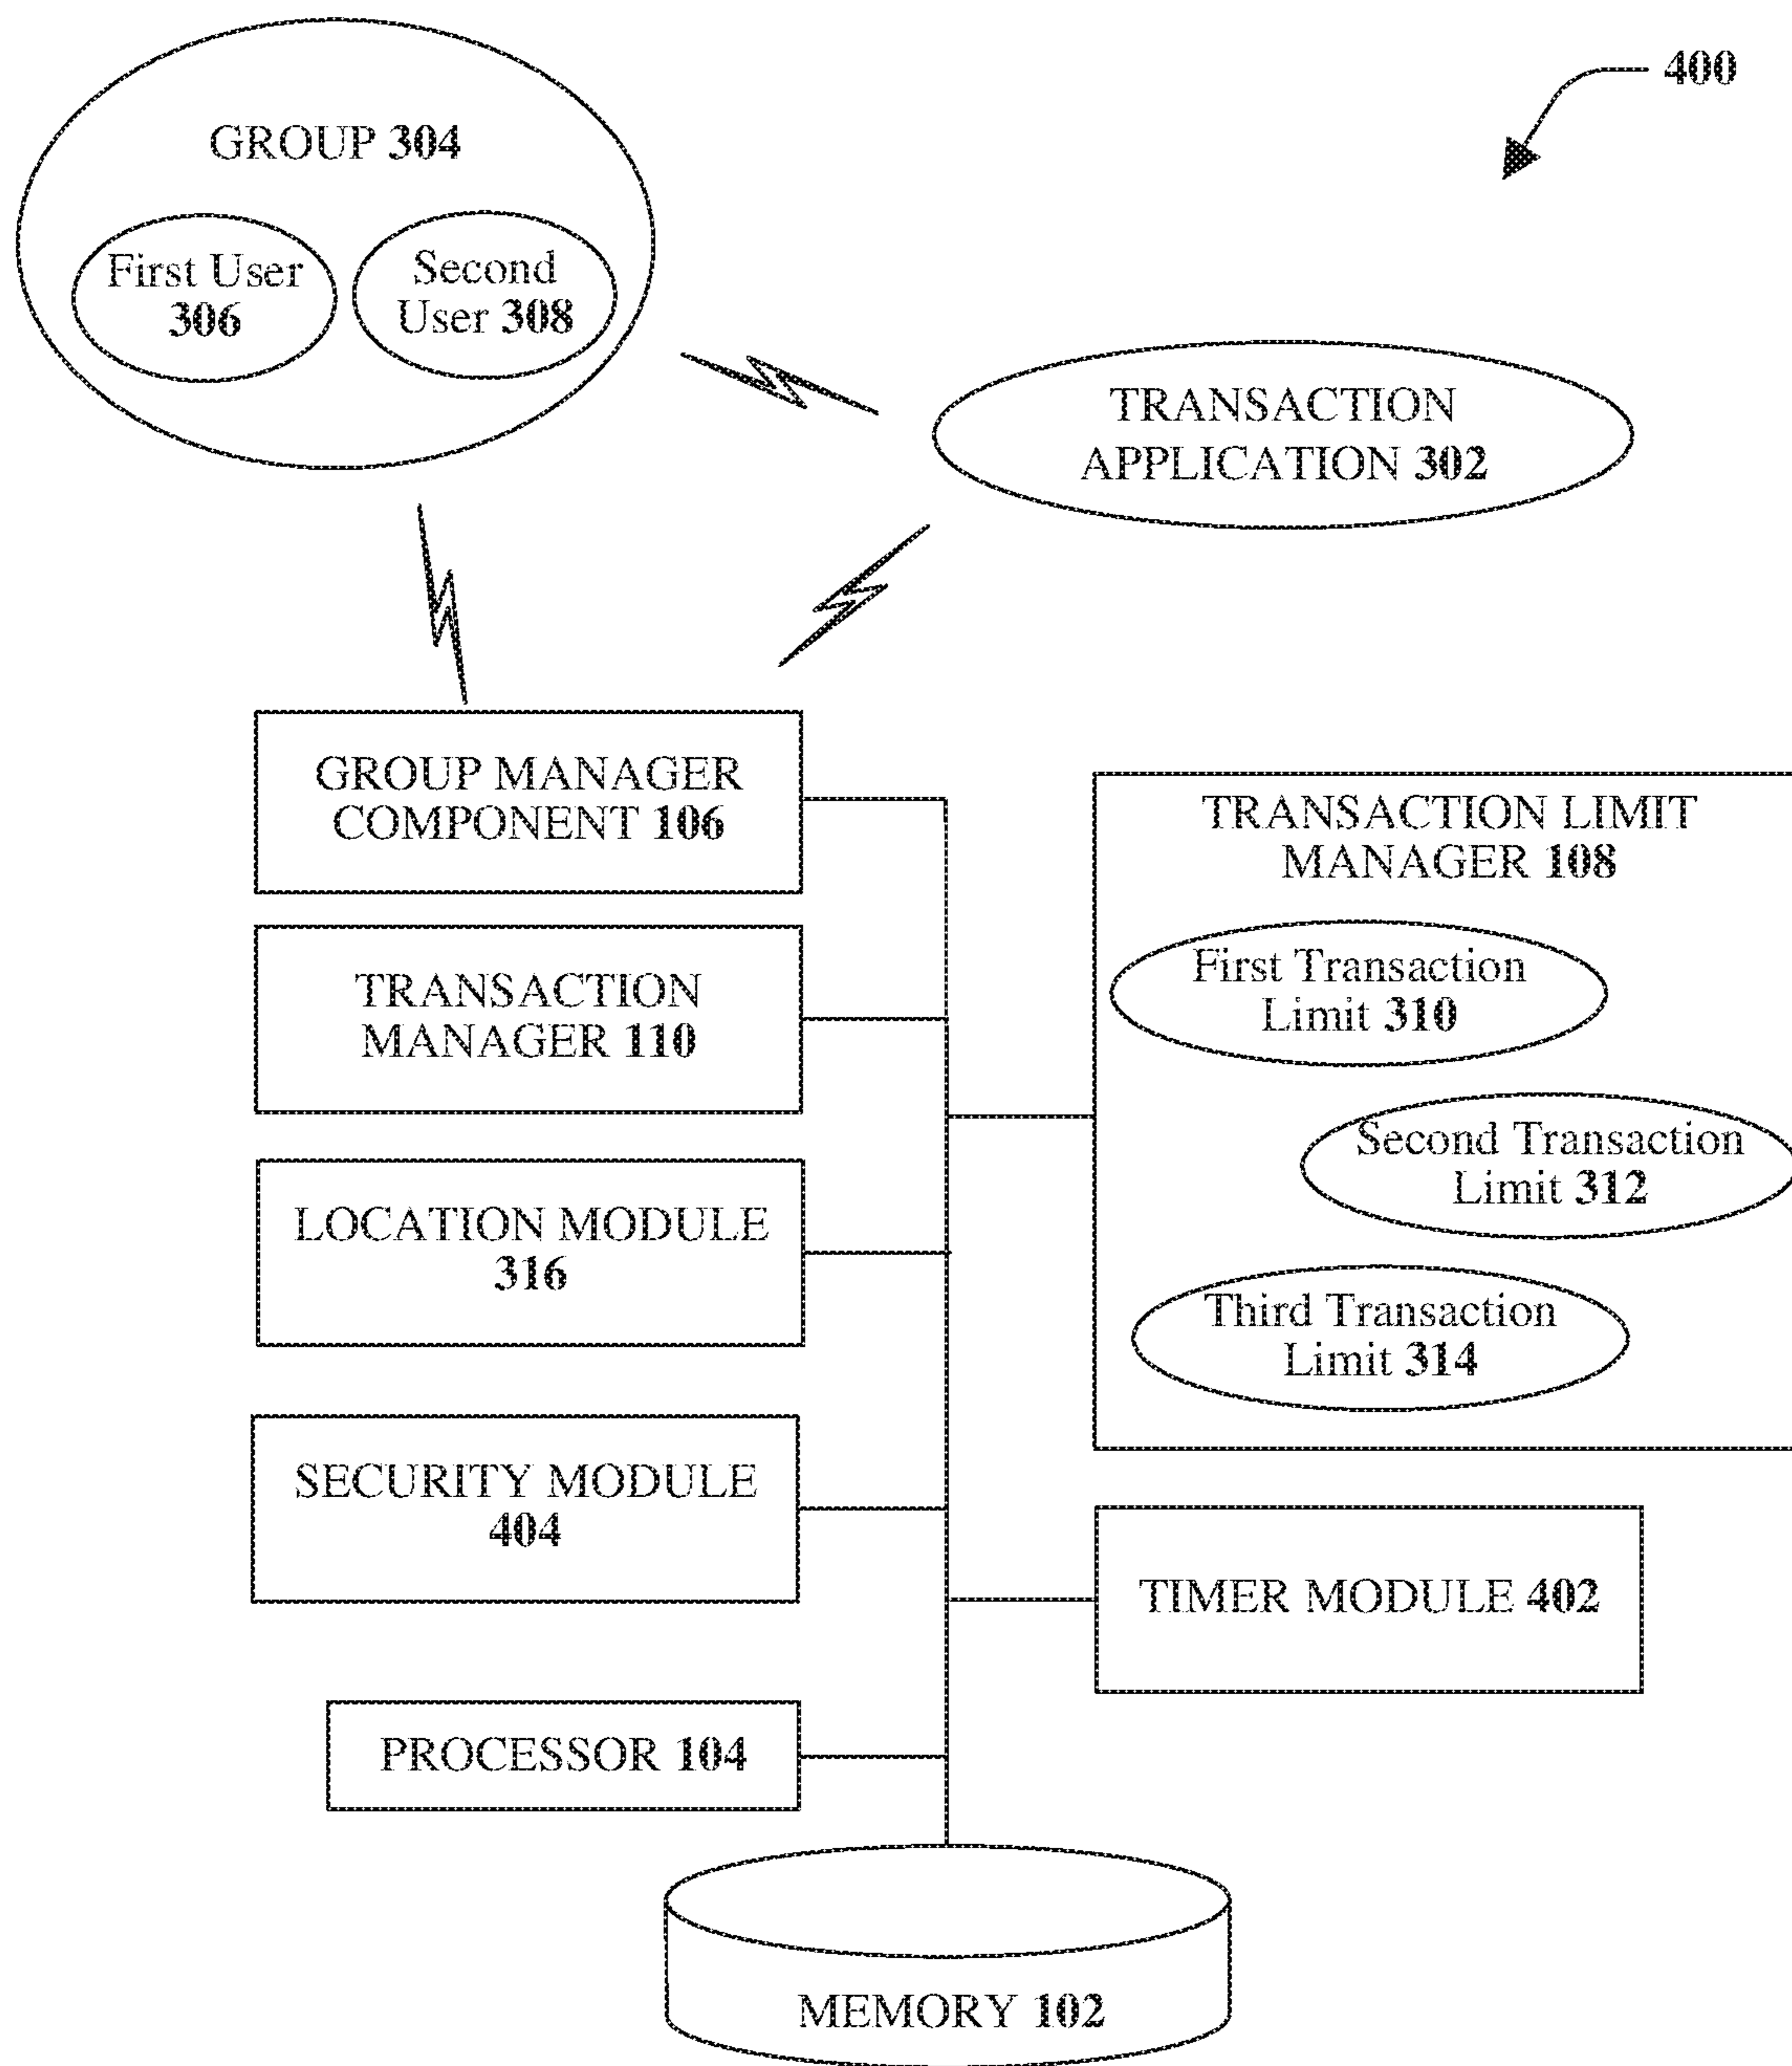 400
GROUP 304
First User
306
Second
User 308
TRANSACTION
APPLICATION 302
GROUP MANAGER
COMPONENT 106
TRANSACTION LIMIT
MANAGER 108
First Transaction
Limit 310
Second Transaction
Limit 312
Third Transaction
Limit 314
TRANSACTION
MANAGER 110
LOCATION MODULE
316
SECURITY MODULE
404
TIMER MODULE 402
PROCESSOR 104
MEMORY 102